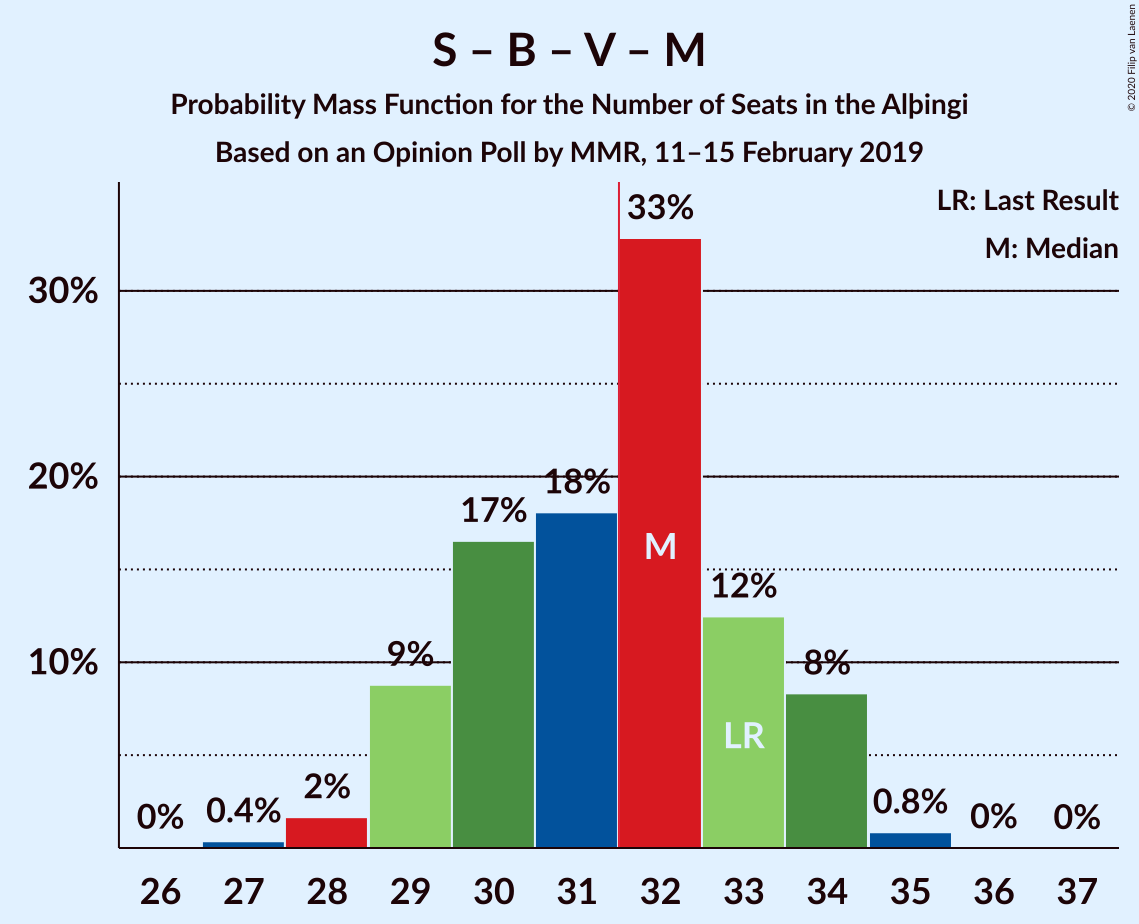 S – B – V – M
Probability Mass Function for the Number of Seats in the Alþingi
Based on an Opinion Poll by MMR, 11–15 February 2019
© 2020 Filip van Laenen
LR: Last Result
M: Median
30%
20%
10%
0%
0.4%
2%
9%
17%
18%
33%
12%
8%
0.8%
0%
0%
M
LR
26 27 28 29 30 31 32 33 34 35 36 37